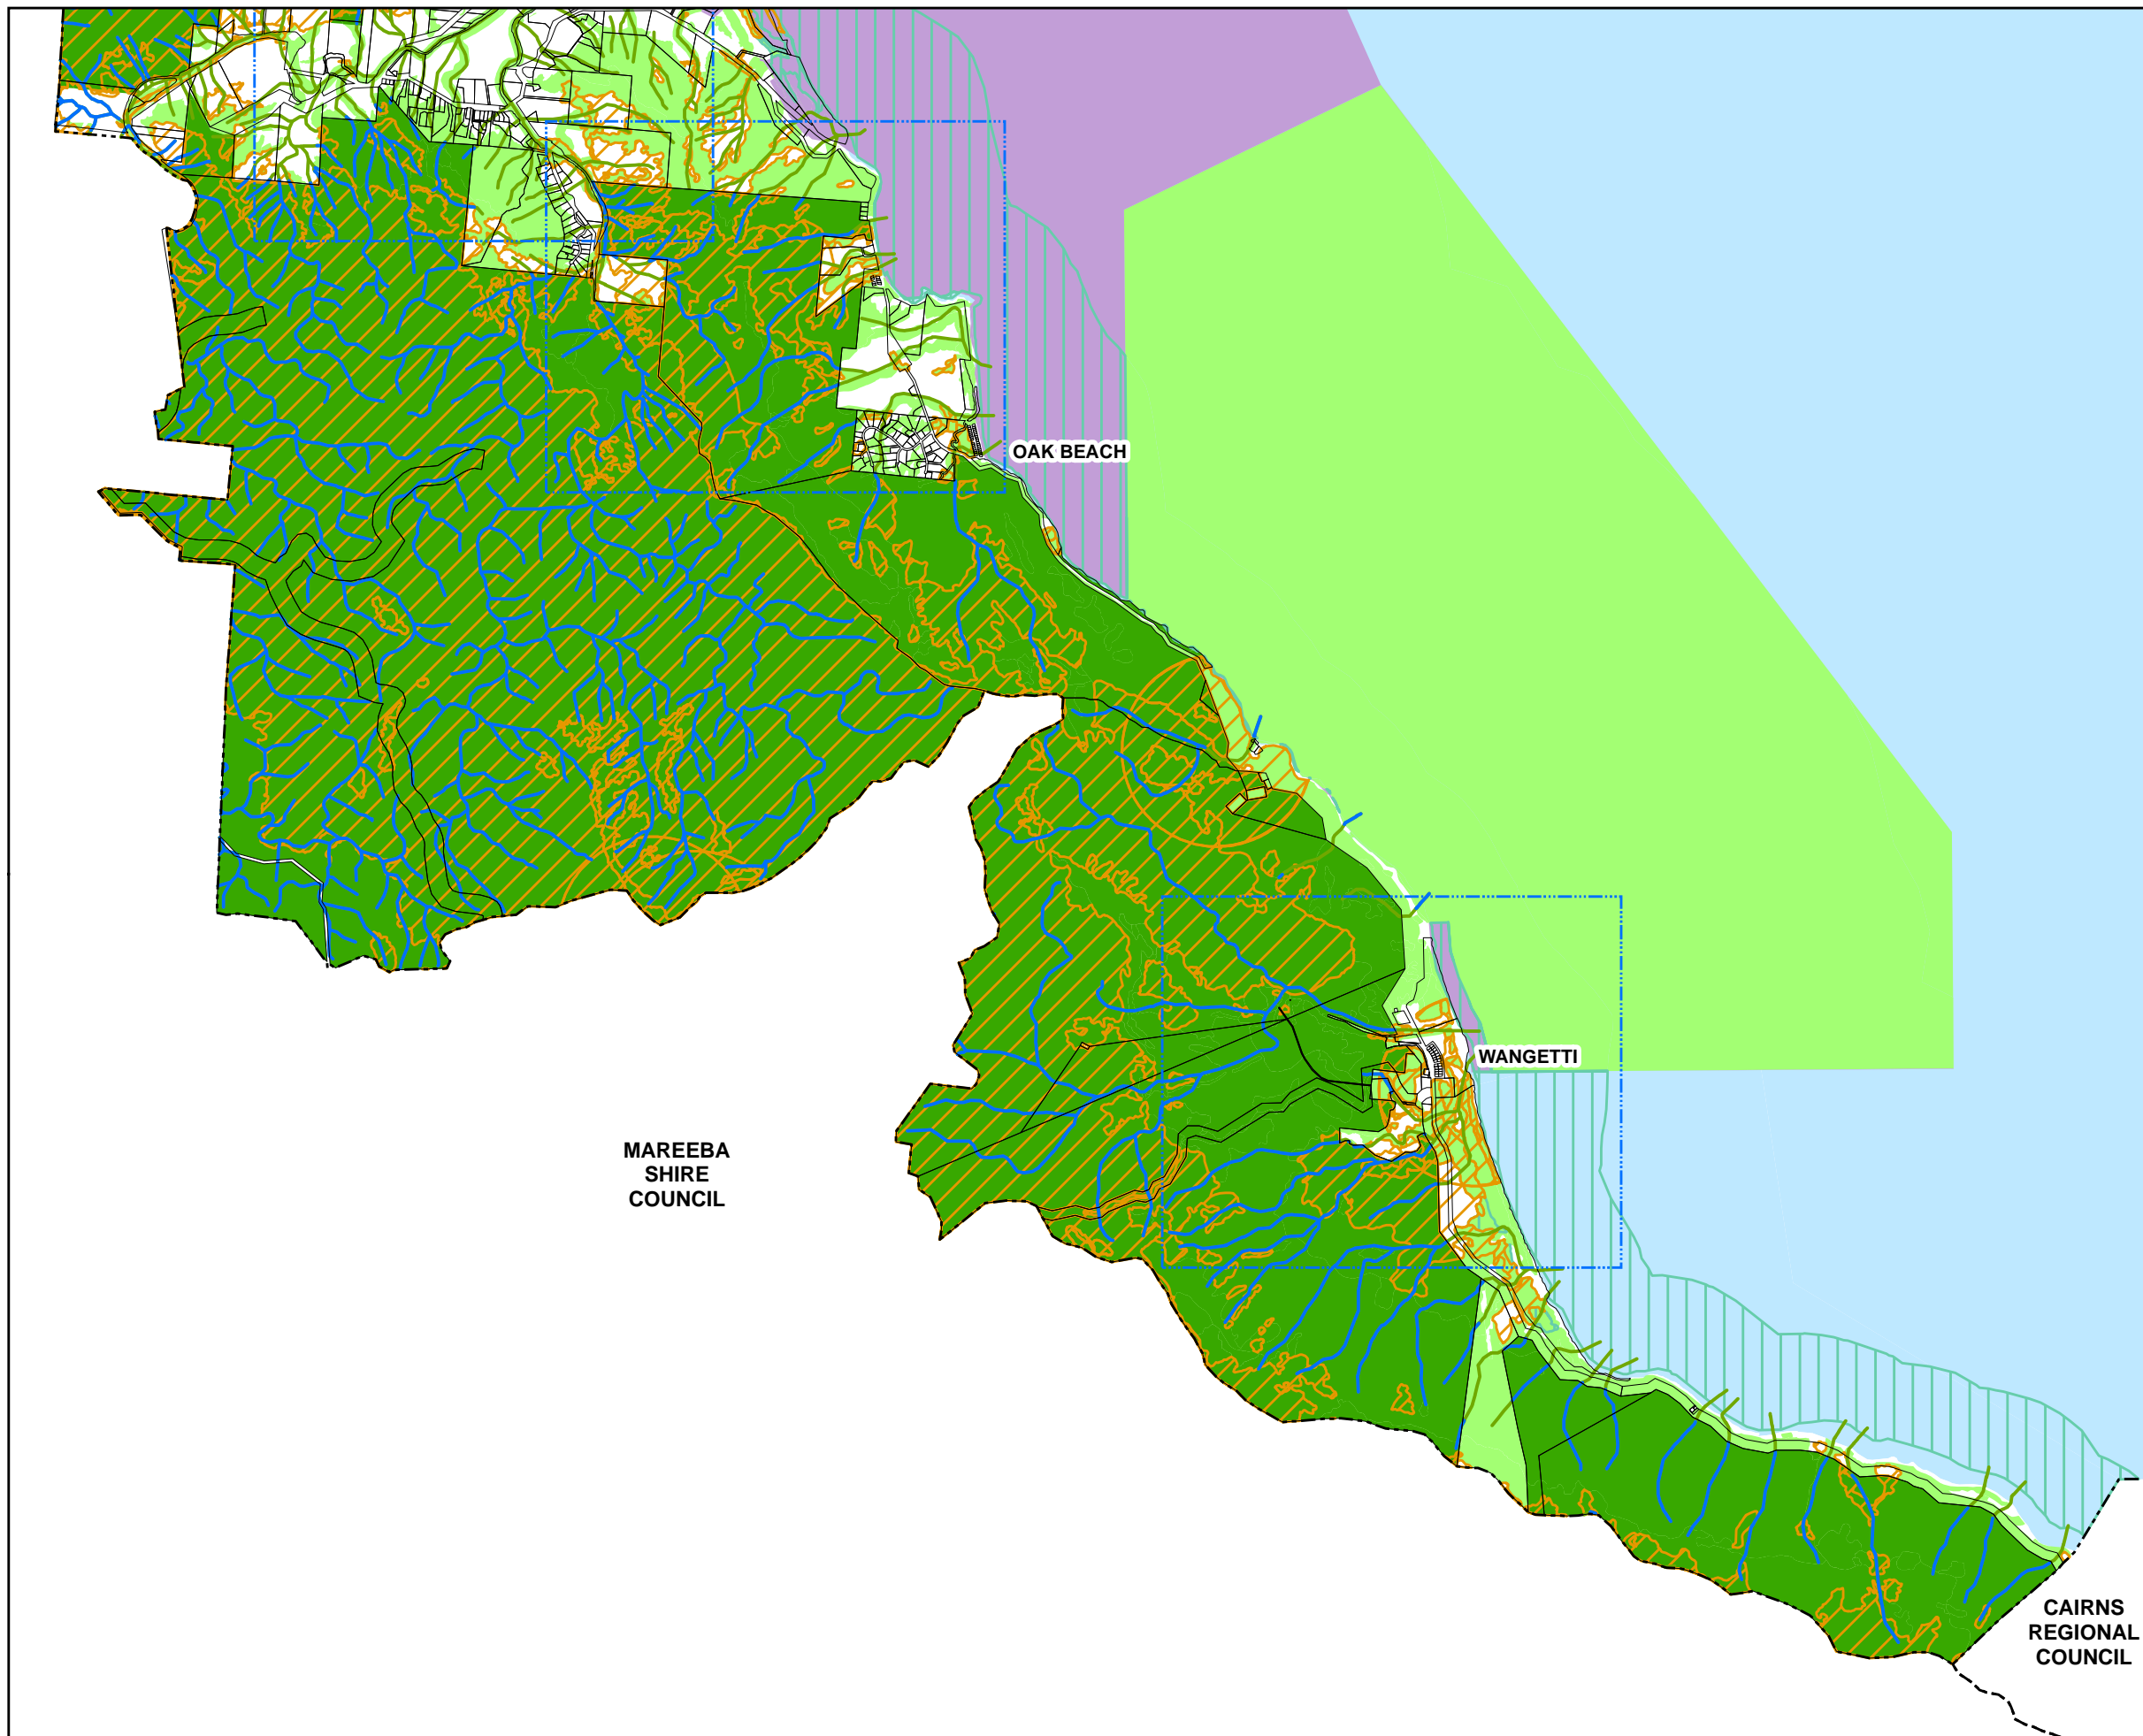 OAK BEACH
WANGETTI
MAREEBA
SHIRE
COUNCIL
CAIRNS
REGIONAL
COUNCIL